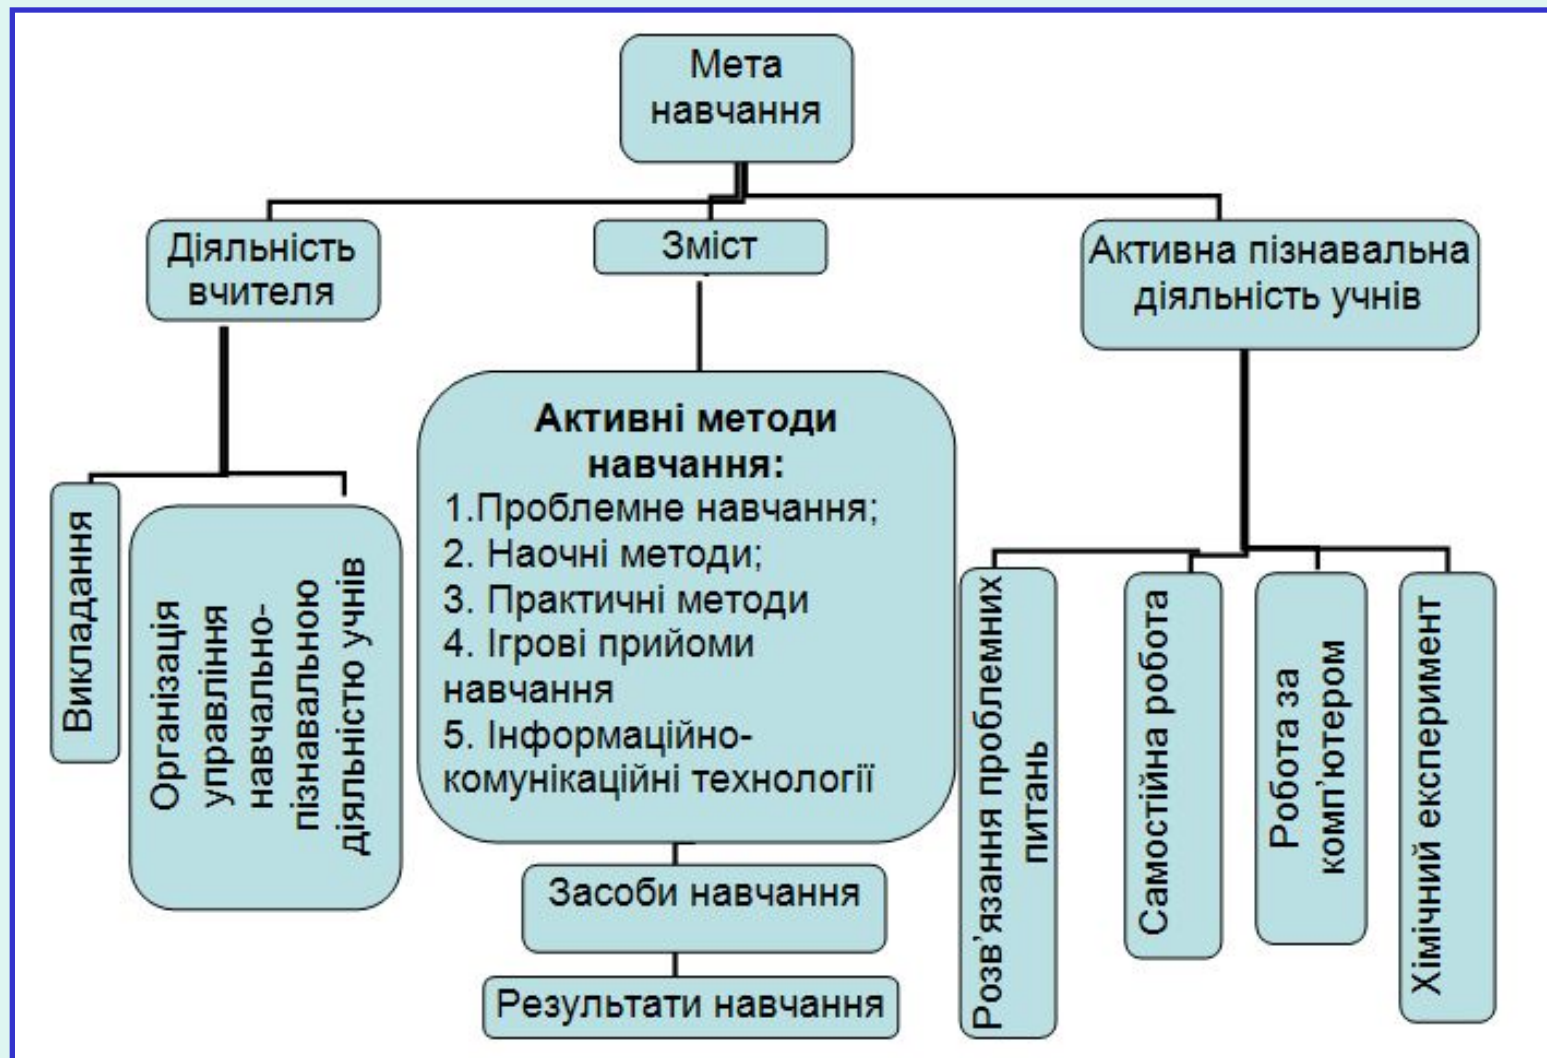 Мета
навчання
Діяльність
вчителя
Зміст
Активна пізнавальна
діяльність учнів
Викладання
Організація
управління
навчально-
пізнавальною
діяльністю учнів
Активні методи
навчання:
1.Проблемне навчання;
2. Наочні методи;
3. Практичні методи
4. Ігрові прийоми
навчання
5. Інформаційно-
комунікаційні технології
Засоби навчання
Результати навчання
Розв’язання проблемних
питань
Самостійна робота
Робота за
комп’ютером
Хімічний експеримент